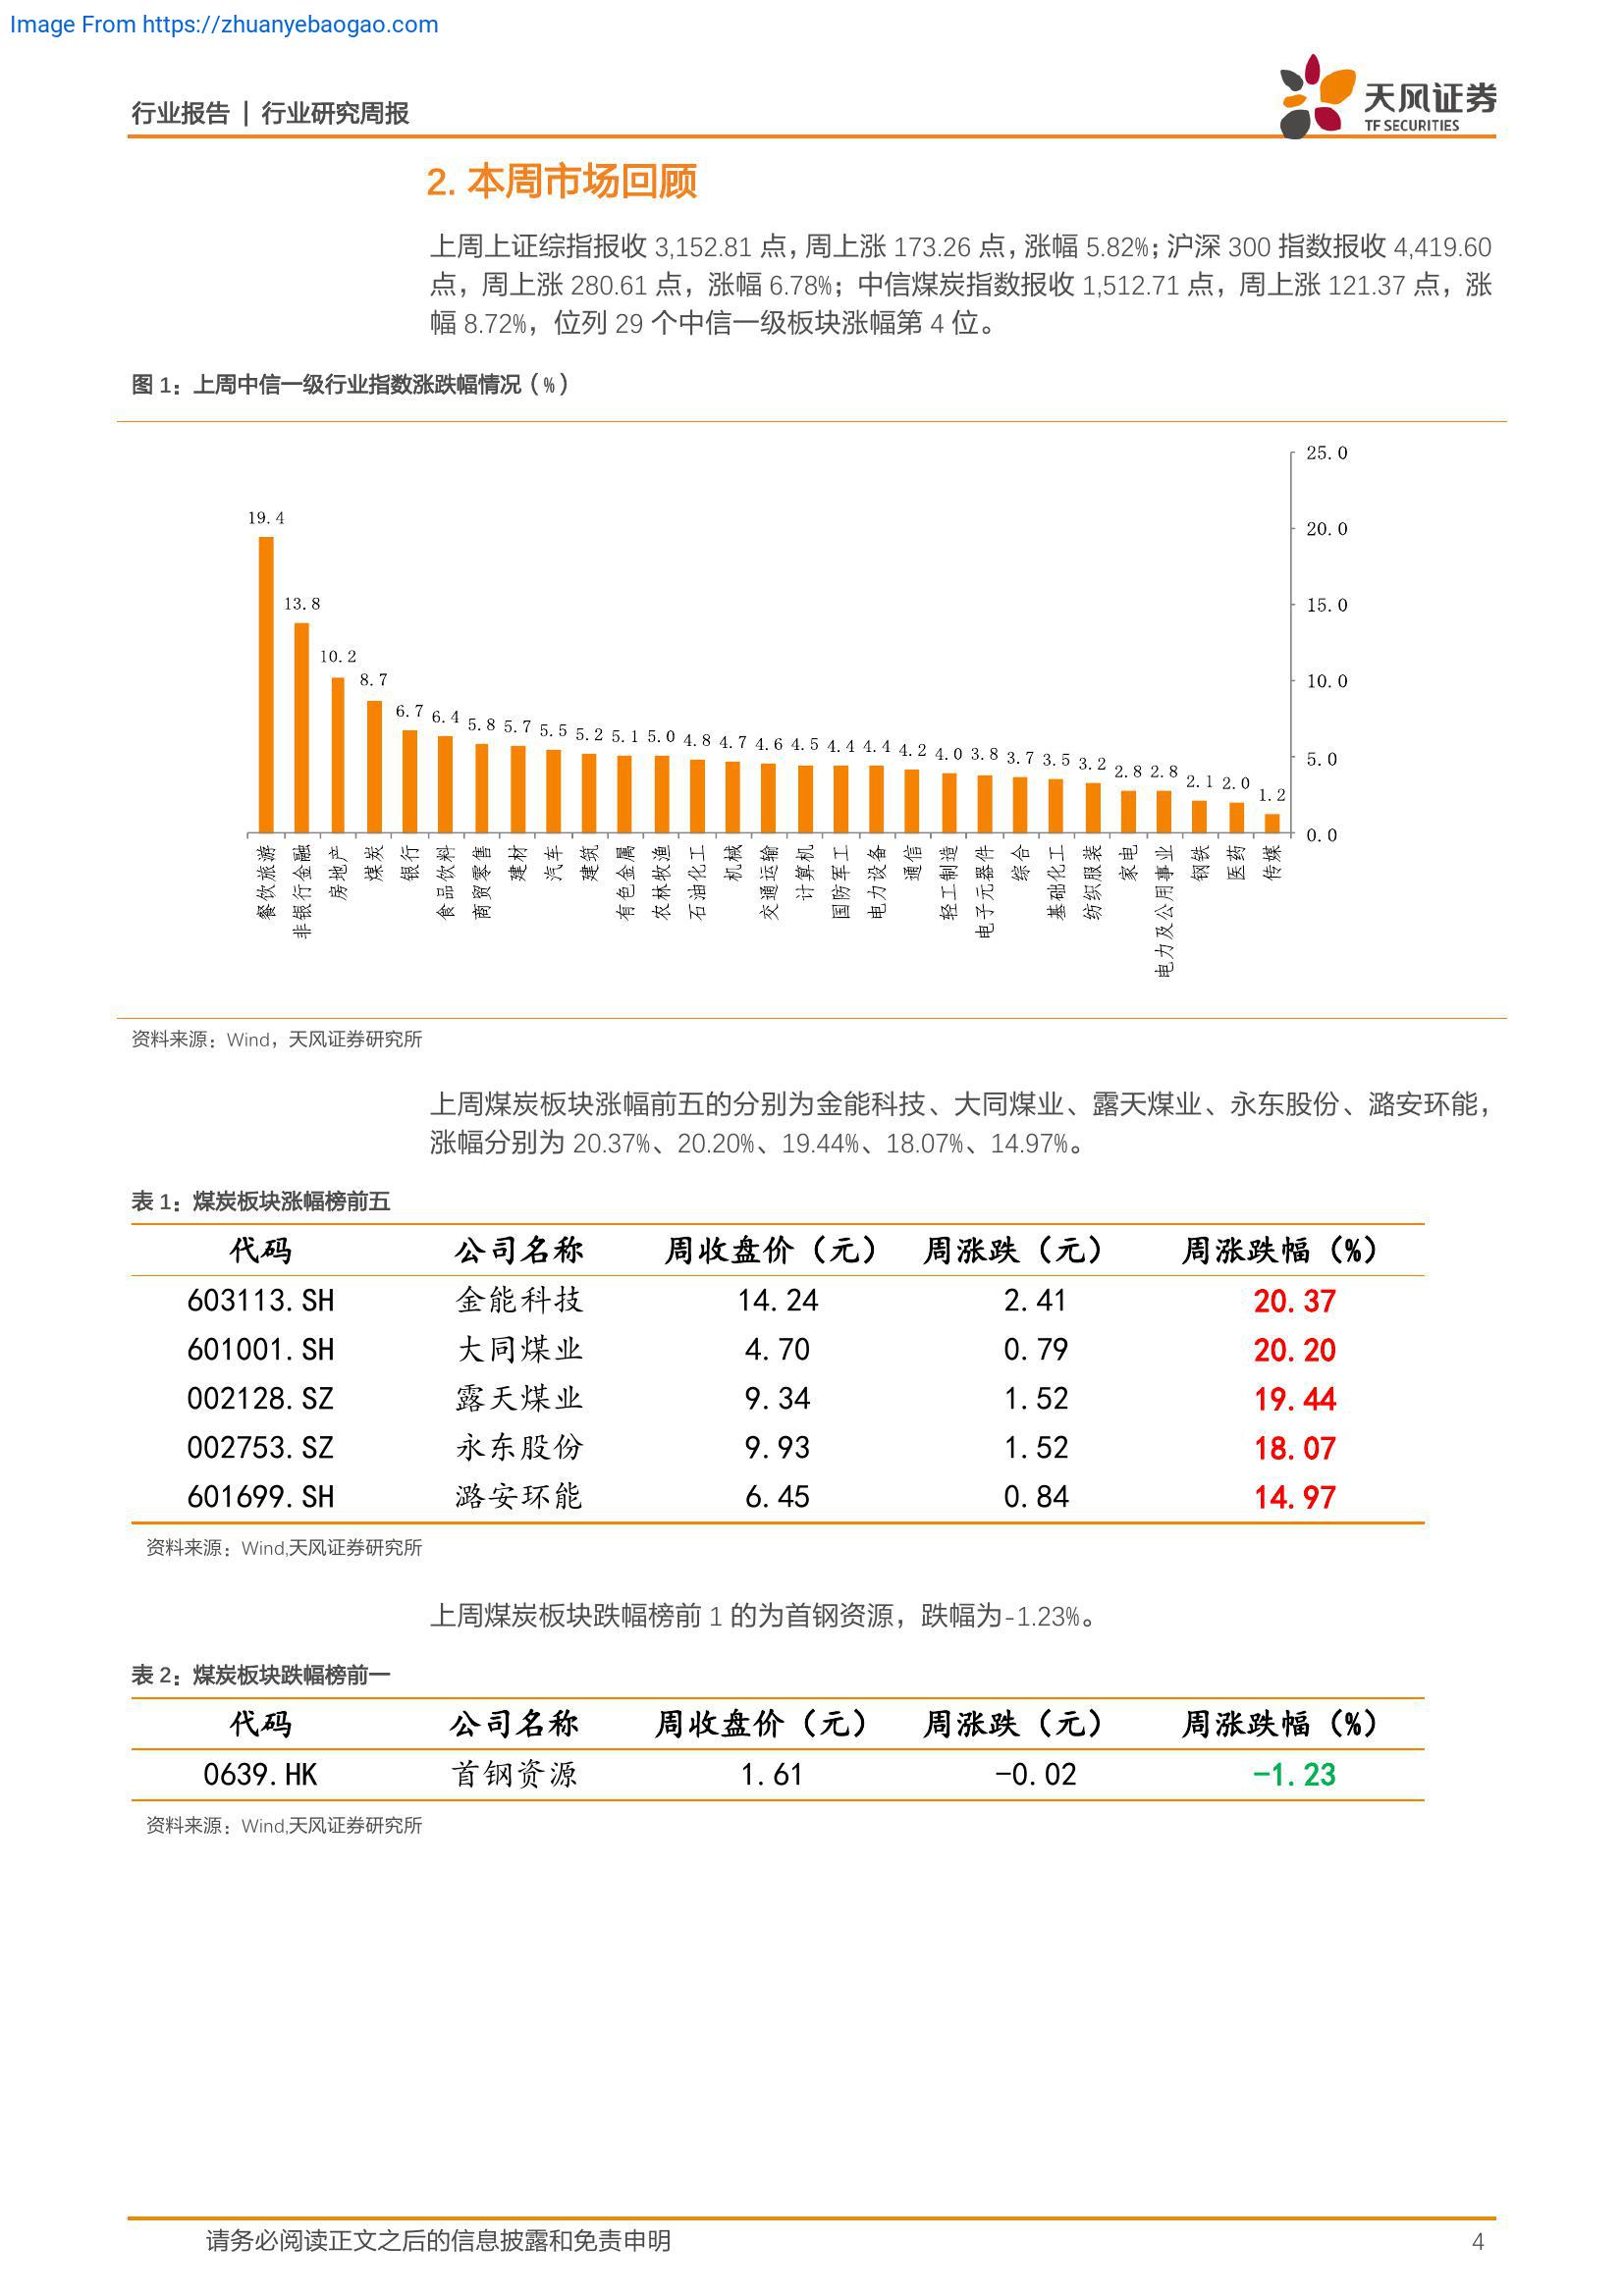 Image From https://zhuanyebaogao.com
行业报告 | 行业研究周报
天风证券
TF SECURITIES
2. 本周市场回顾
上周上证综指报收 3,152.81 点，周上涨 173.26 点，涨幅 5.82%；沪深 300 指数报收 4,419.60
点，周上涨 280.61 点，涨幅 6.78%；中信煤炭指数报收 1,512.71 点，周上涨 121.37 点，涨
幅 8.72%，位列 29 个中信一级板块涨幅第 4 位。
图 1：上周中信一级行业指数涨跌幅情况（%）
25.0
20.0
15.0
10.0
5.0
0.0
19.4 13.8 10.2 8.7 6.7 6.4 5.8 5.7 5.5 5.2 5.1 5.0 4.8 4.7 4.6 4.5 4.4 4.4 4.2 4.0 3.8 3.7 3.5 3.2 2.8 2.8 2.1 2.0 1.2
餐饮旅游
非银行金融
房地产
煤炭
银行
食品饮料
商贸零售
建材
汽车
建筑
有色金属
农林牧渔
石油化工
机械
交通运输
计算机
国防军工
电力设备
通信
轻工制造
电子元器件
综合
基础化工
纺织服装
家电
电力及公用事业
钢铁
医药
传媒
资料来源：Wind，天风证券研究所
上周煤炭板块涨幅前五的分别为金能科技、大同煤业、露天煤业、永东股份、潞安环能，
涨幅分别为 20.37%、20.20%、19.44%、18.07%、14.97%。
表 1：煤炭板块涨幅榜前五
代码 公司名称 周收盘价（元） 周涨跌（元） 周涨跌幅（%）
603113.SH 金能科技 14.24 2.41 20.37
601001.SH 大同煤业 4.70 0.79 20.20
002128.SZ 露天煤业 9.34 1.52 19.44
002753.SZ 永东股份 9.93 1.52 18.07
601699.SH 潞安环能 6.45 0.84 14.97
资料来源：Wind,天风证券研究所
上周煤炭板块跌幅榜前 1 的为首钢资源，跌幅为-1.23%。
表 2：煤炭板块跌幅榜前一
代码 公司名称 周收盘价（元） 周涨跌（元） 周涨跌幅（%）
0639.HK 首钢资源 1.61 -0.02 -1.23
资料来源：Wind,天风证券研究所
请务必阅读正文之后的信息披露和免责申明 4